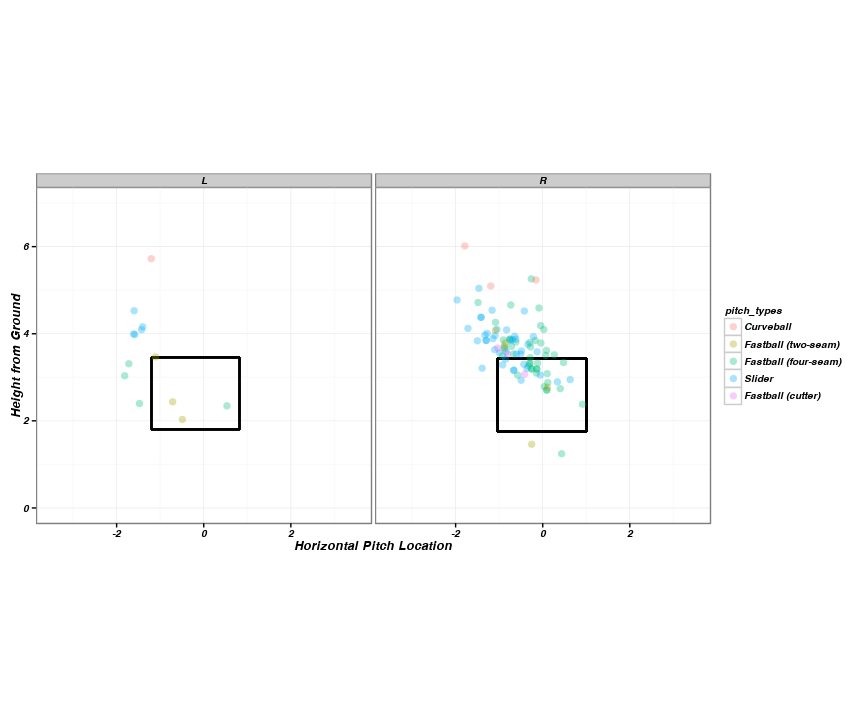 L R
6
4
2
0
Height from Ground
-2 0 2 -2 0 2
Horizontal Pitch Location
pitch_types
Curveball
Fastball (two-seam)
Fastball (four-seam)
Slider
Fastball (cutter)